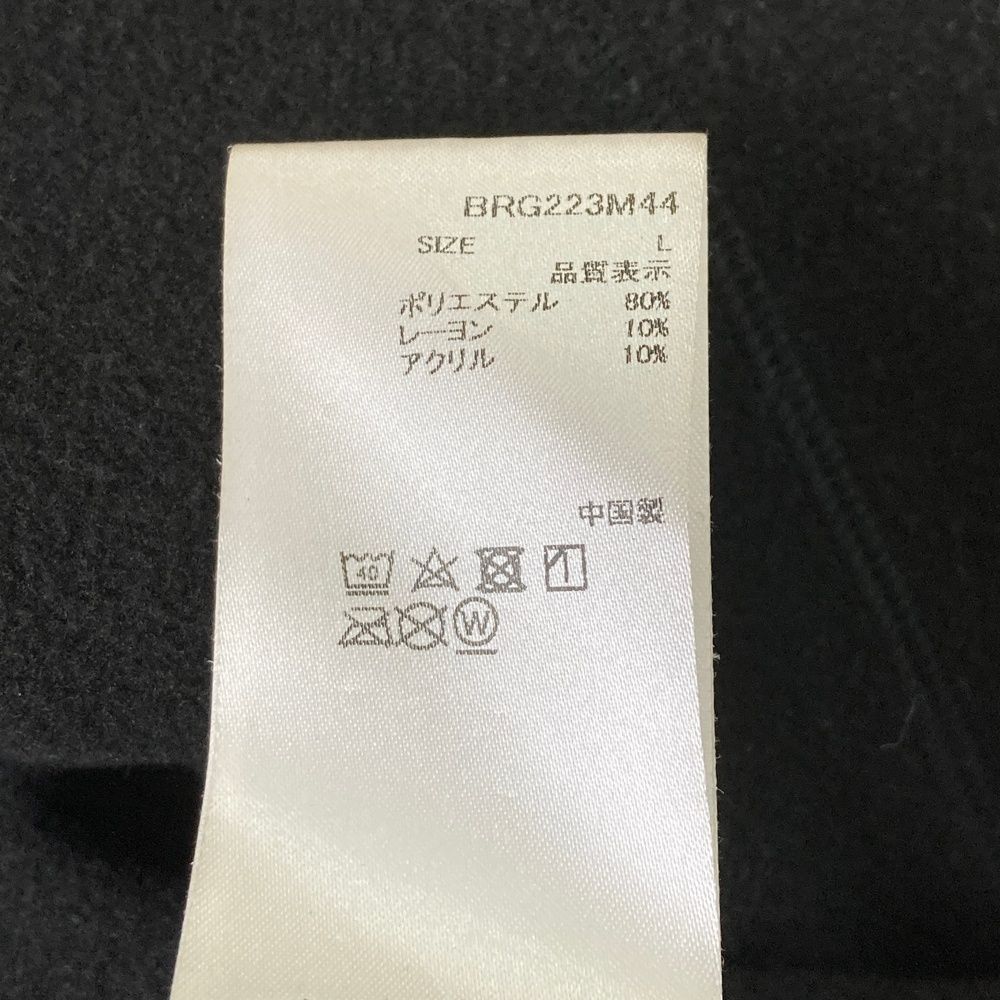 BRG223M44
SIZE L
品質表示
ポリエステル 80%
レーヨン 10%
アクリル 10%
中国製
40
W